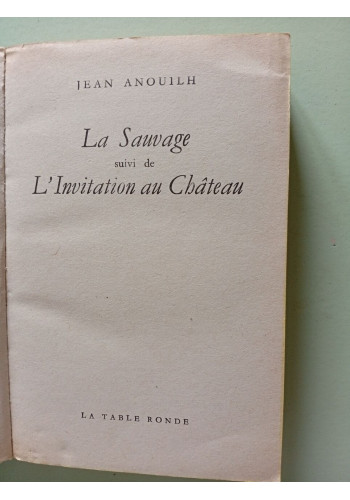 JEAN ANOUILH
La Sauvage
suivi de
L'Invitation au Château
LA TABLE RONDE